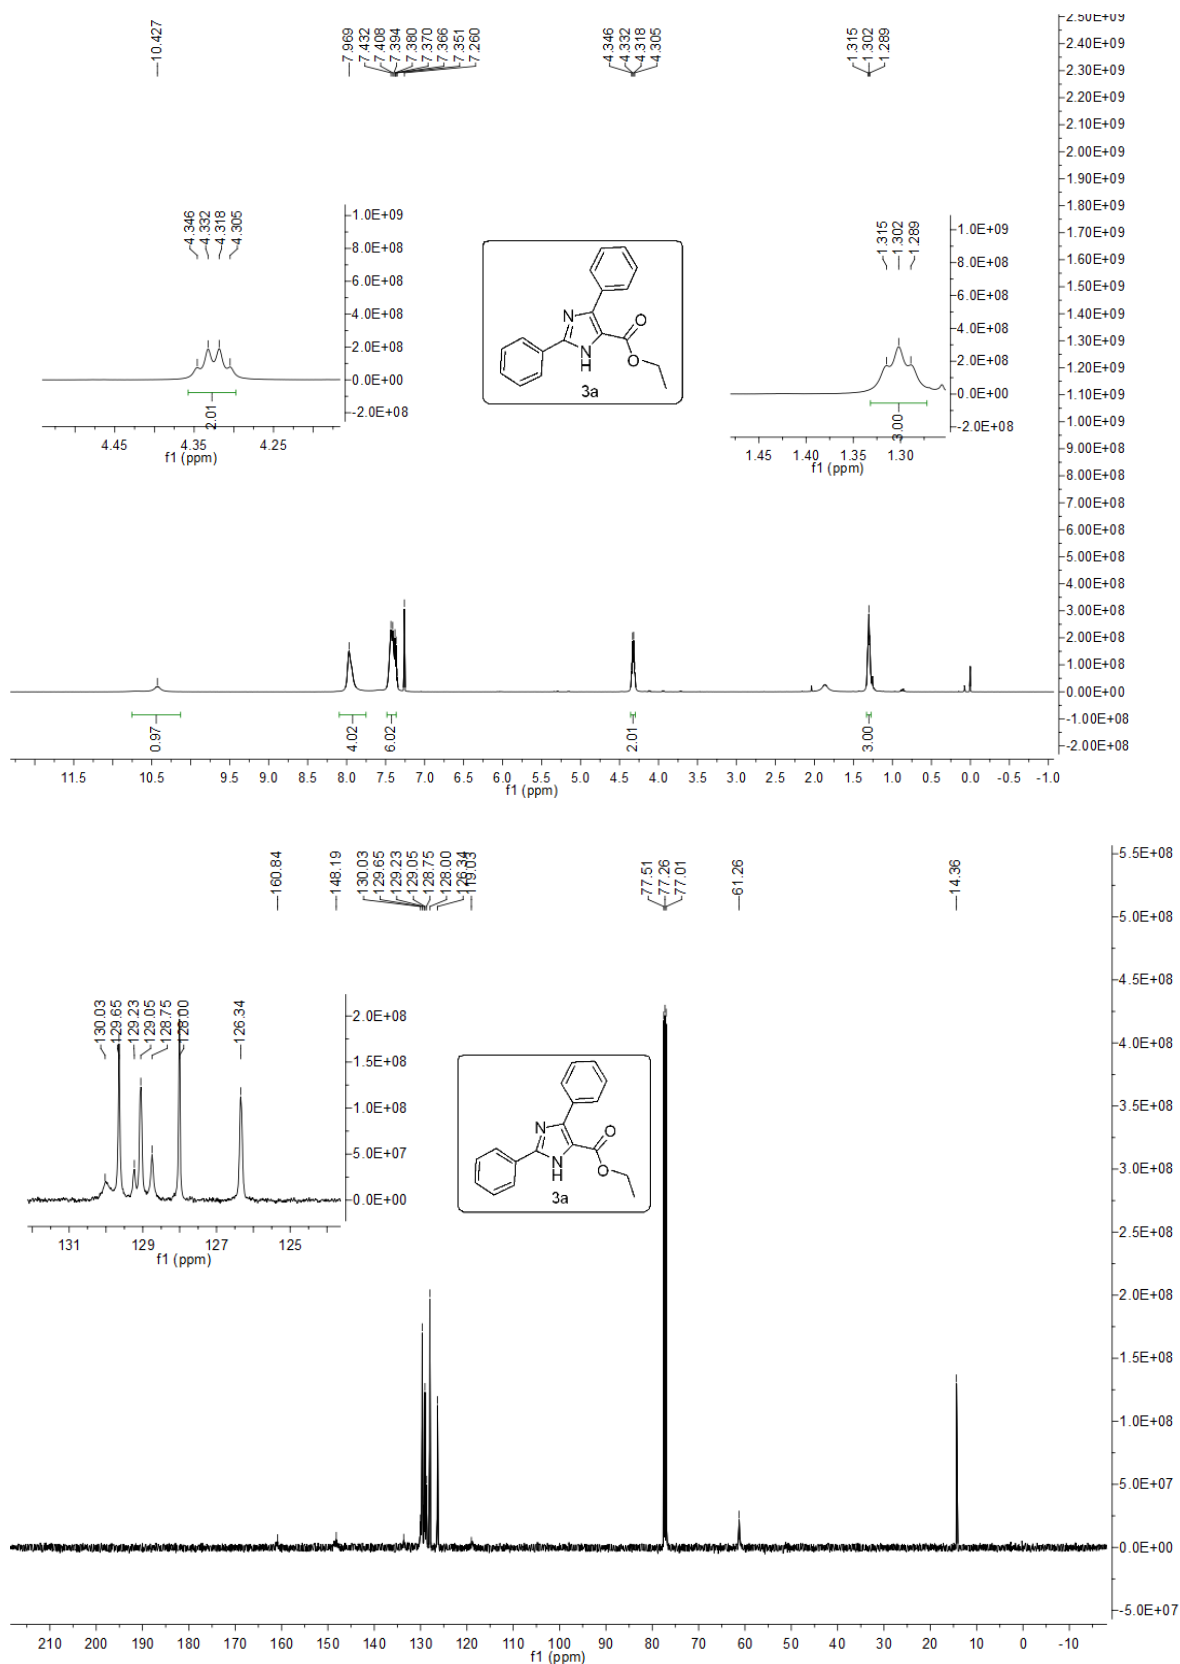 10.427
7.969
7.432
7.408
7.394
7.380
7.370
7.366
7.351
7.260
4.346
4.332
4.318
4.305
1.315
1.302
1.289
2.50E+09
2.40E+09
2.30E+09
2.20E+09
2.10E+09
2.00E+09
1.90E+09
1.80E+09
1.70E+09
1.60E+09
1.50E+09
1.40E+09
1.30E+09
1.20E+09
1.10E+09
1.00E+09
9.00E+08
8.00E+08
7.00E+08
6.00E+08
5.00E+08
4.00E+08
3.00E+08
2.00E+08
1.00E+08
0.00E+00
-1.00E+08
-2.00E+08
4.346
4.332
4.318
4.305
1.0E+09
8.0E+08
6.0E+08
4.0E+08
2.0E+08
0.0E+00
-2.0E+08
2.01
4.45 4.35 4.25
f1 (ppm)
N
N
H
O
O
3a
1.315
1.302
1.289
1.0E+09
8.0E+08
6.0E+08
4.0E+08
2.0E+08
0.0E+00
-2.0E+08
3.00
1.45 1.40 1.35 1.30
f1 (ppm)
0.97
4.02
6.02
2.01
3.00
11.5 10.5 9.5 9.0 8.5 8.0 7.5 7.0 6.5 6.0 5.5 5.0 4.5 4.0 3.5 3.0 2.5 2.0 1.5 1.0 0.5 0.0 -0.5 -1.0
f1 (ppm)
160.84
148.19
130.03
129.65
129.23
129.05
128.75
128.00
126.34
119.03
77.51
77.26
77.01
61.26
14.36
5.5E+08
5.0E+08
4.5E+08
4.0E+08
3.5E+08
3.0E+08
2.5E+08
2.0E+08
1.5E+08
1.0E+08
5.0E+07
0.0E+00
-5.0E+07
130.03
129.65
129.23
129.05
128.75
128.00
126.34
2.0E+08
1.5E+08
1.0E+08
5.0E+07
0.0E+00
131 129 127 125
f1 (ppm)
N
N
H
O
O
3a
210 200 190 180 170 160 150 140 130 120 110 100 90 80 70 60 50 40 30 20 10 0 -10
f1 (ppm)